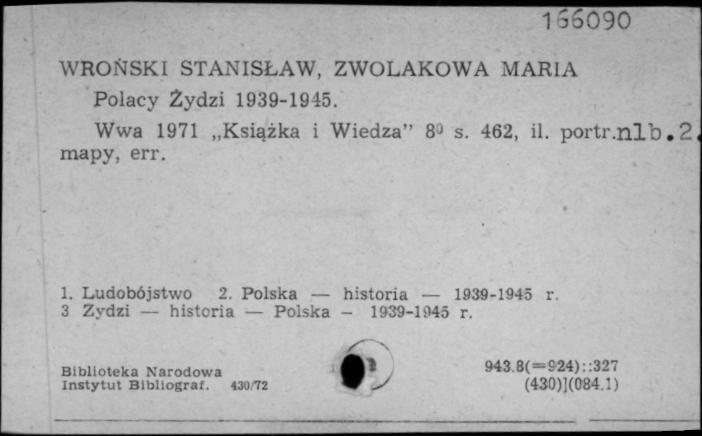 166090
WROŃSKI STANISŁAW, ZWOLAKOWA MARIA
Polacy Żydzi 1939-1945.
Wwa 1971 „Książka i Wiedza” 8⁰ s. 462, il. portr.nlb.2.
mapy, err.
1. Ludobójstwo 2. Polska — historia — 1939-1945 r.
3 Zydzi — historia — Polska – 1939-1945 r.
Biblioteka Narodowa
Instytut Bibliograf. 430/72
943.8(=924)::327
(430)](084.1)